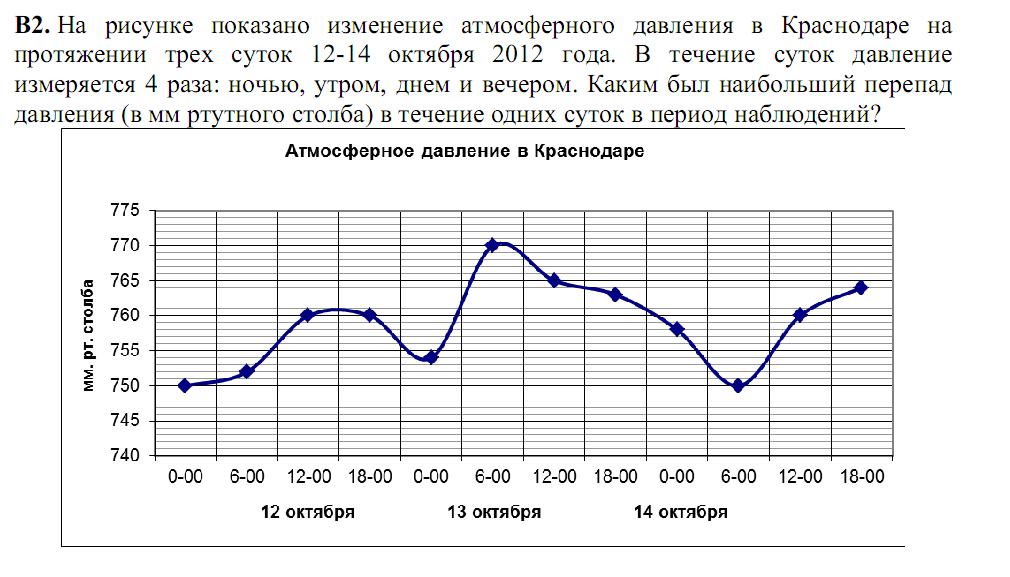 В2. На рисунке показано изменение атмосферного давления в Краснодаре на
протяжении трех суток 12-14 октября 2012 года. В течение суток давление
измеряется 4 раза: ночью, утром, днем и вечером. Каким был наибольший перепад
давления (в мм ртутного столба) в течение одних суток в период наблюдений?
Атмосферное давление в Краснодаре
775
770
765
760
755
750
745
740
мм. рт. столба
0-00 6-00 12-00 18-00 0-00 6-00 12-00 18-00 0-00 6-00 12-00 18-00
12 октября 13 октября 14 октября